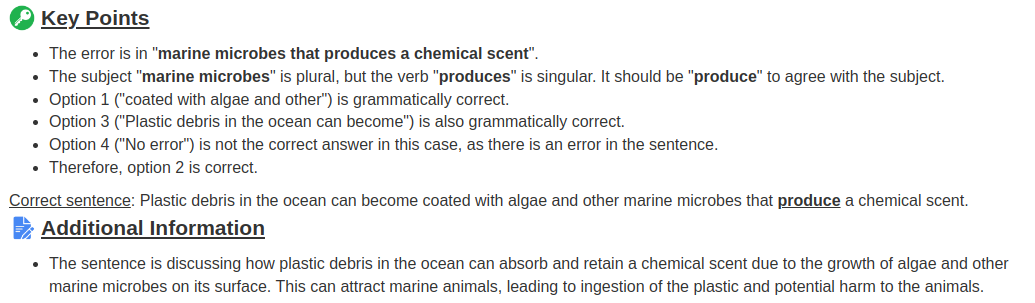 Key Points
• The error is in "marine microbes that produces a chemical scent".
• The subject "marine microbes" is plural, but the verb "produces" is singular. It should be "produce" to agree with the subject.
• Option 1 ("coated with algae and other") is grammatically correct.
• Option 3 ("Plastic debris in the ocean can become") is also grammatically correct.
• Option 4 ("No error") is not the correct answer in this case, as there is an error in the sentence.
• Therefore, option 2 is correct.
Correct sentence: Plastic debris in the ocean can become coated with algae and other marine microbes that produce a chemical scent.
Additional Information
• The sentence is discussing how plastic debris in the ocean can absorb and retain a chemical scent due to the growth of algae and other
marine microbes on its surface. This can attract marine animals, leading to ingestion of the plastic and potential harm to the animals.